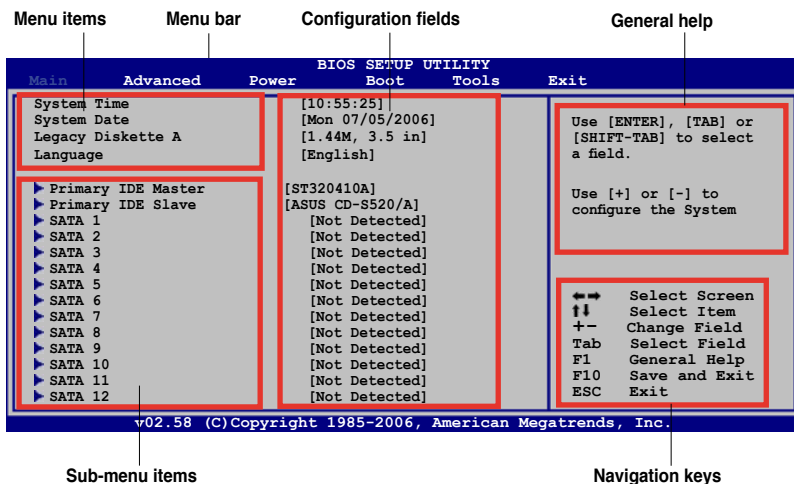 Menu items Menu bar Configuration fields General help
BIOS SETUP UTILITY
Main Advanced Power Boot Tools Exit
System Time [10:55:25]
System Date [Mon 07/05/2006]
Legacy Diskette A [1.44M, 3.5 in]
Language [English]
Primary IDE Master [ST320410A]
Primary IDE Slave [ASUS CD-S520/A]
SATA 1 [Not Detected]
SATA 2 [Not Detected]
SATA 3 [Not Detected]
SATA 4 [Not Detected]
SATA 5 [Not Detected]
SATA 6 [Not Detected]
SATA 7 [Not Detected]
SATA 8 [Not Detected]
SATA 9 [Not Detected]
SATA 10 [Not Detected]
SATA 11 [Not Detected]
SATA 12 [Not Detected]
Use [ENTER], [TAB] or
[SHIFT-TAB] to select
a field.
Use [+] or [-] to
configure the System
←→ Select Screen
↑↓ Select Item
+- Change Field
Tab Select Field
F1 General Help
F10 Save and Exit
ESC Exit
v02.58 (C)Copyright 1985-2006, American Megatrends, Inc.
Sub-menu items Navigation keys